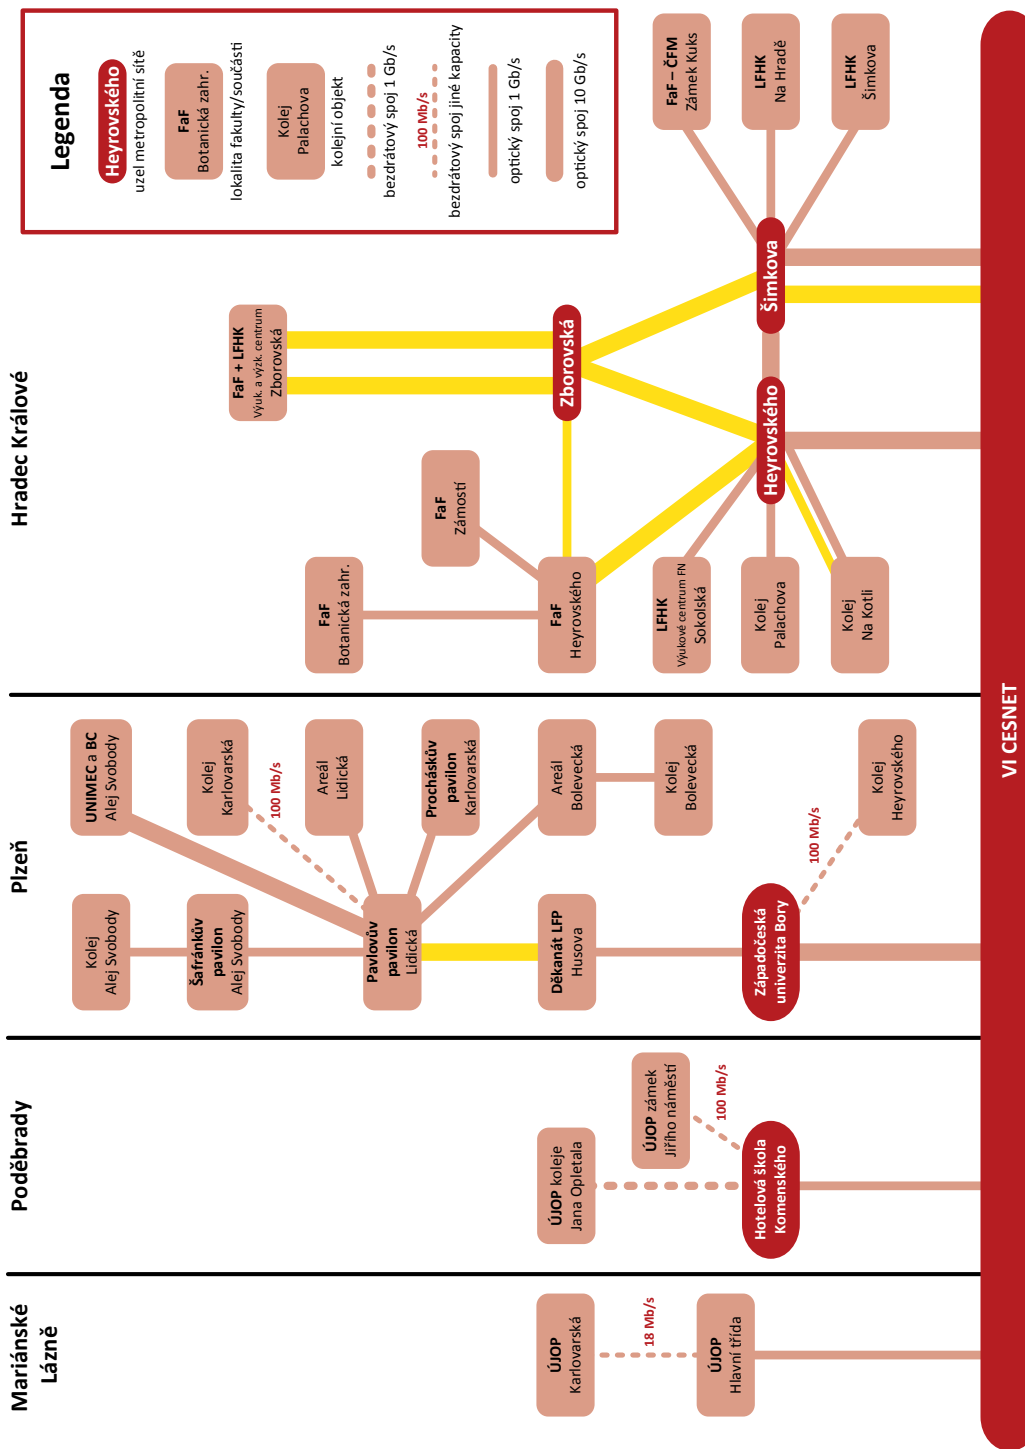 Mariánské
Lázně
Poděbrady
Plzeň
Hradec Králové
Legenda
Heyrovského
uzel metropolitní sítě
FaF
Botanická zahr.
lokalita fakulty/součásti
Kolej
Palachova
kolejní objekt
bezdrátový spoj 1 Gb/s
100 Mb/s
bezdrátový spoj jiné kapacity
optický spoj 1 Gb/s
optický spoj 10 Gb/s
ÚJOP
Karlovarská
18 Mb/s
ÚJOP
Hlavní třída
ÚJOP koleje
Jana Opletala
ÚJOP zámek
Jiřího náměstí
100 Mb/s
Hotelová škola
Komenského
Kolej
Alej Svobody
UNIMEC a BC
Alej Svobody
Šafránkův
pavilon
Alej Svobody
Kolej
Karlovarská
100 Mb/s
Areál
Lidická
Pavlovův
pavilon
Lidická
Procháskův
pavilon
Karlovarská
Děkanát LFP
Husova
Areál
Bolevecká
Kolej
Bolevecká
Západočeská
univerzita Bory
100 Mb/s
Kolej
Heyrovského
FaF + LFHK
Výuk. a výzk. centrum
Zborovská
FaF
Botanická zahr.
FaF
Zámostí
FaF
Heyrovského
Zborovská
LFHK
Výukové centrum FN
Sokolská
Kolej
Palachova
Kolej
Na Kotli
Heyrovského
Šimkova
FaF – ČFM
Zámek Kuks
LFHK
Na Hradě
LFHK
Šimkova
VI CESNET